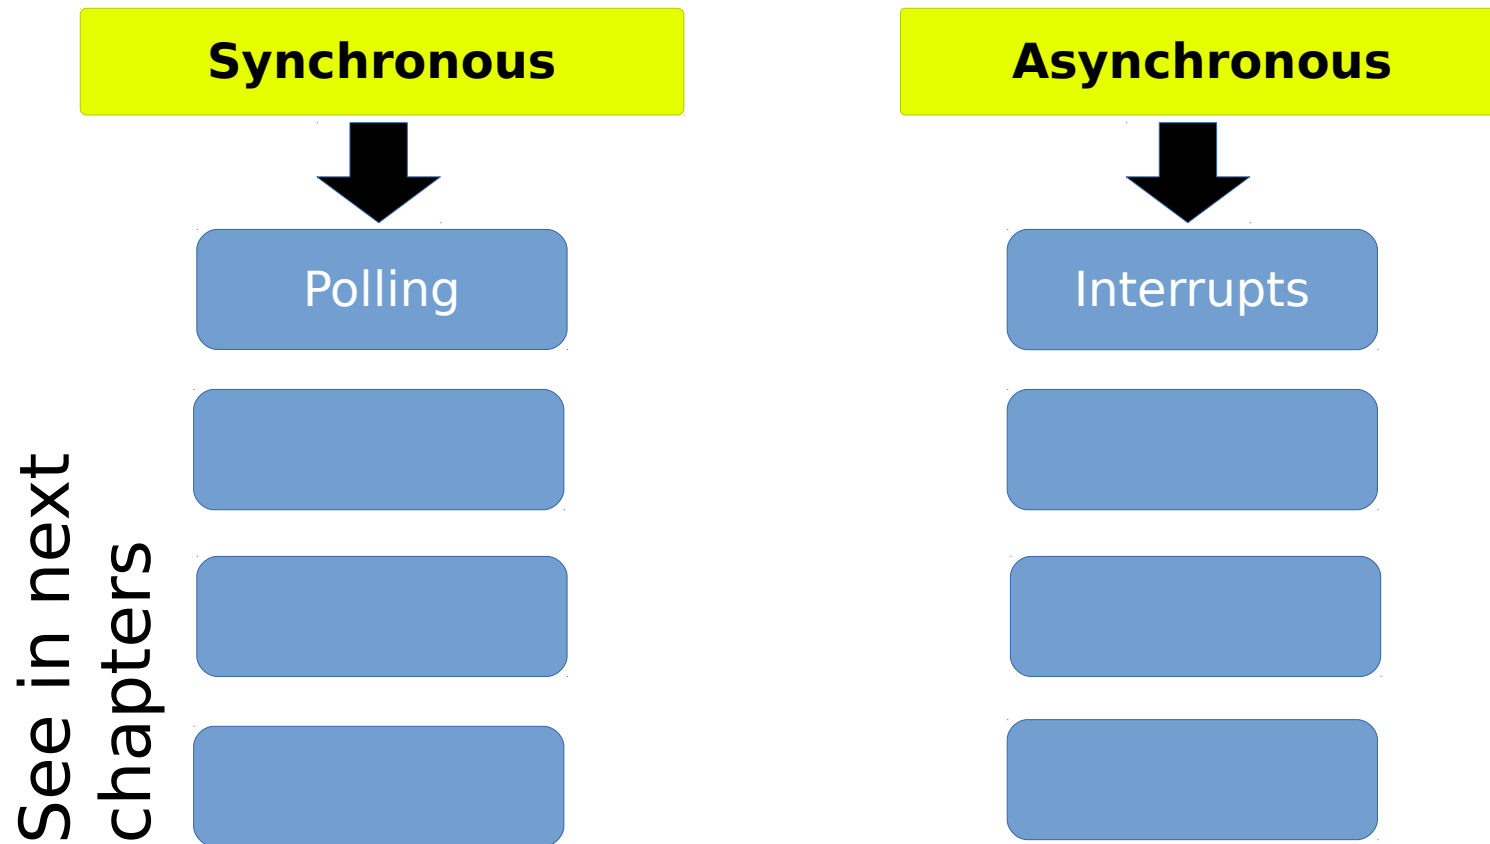 Synchronous
Asynchronous
Polling
Interrupts
See in next
chapters